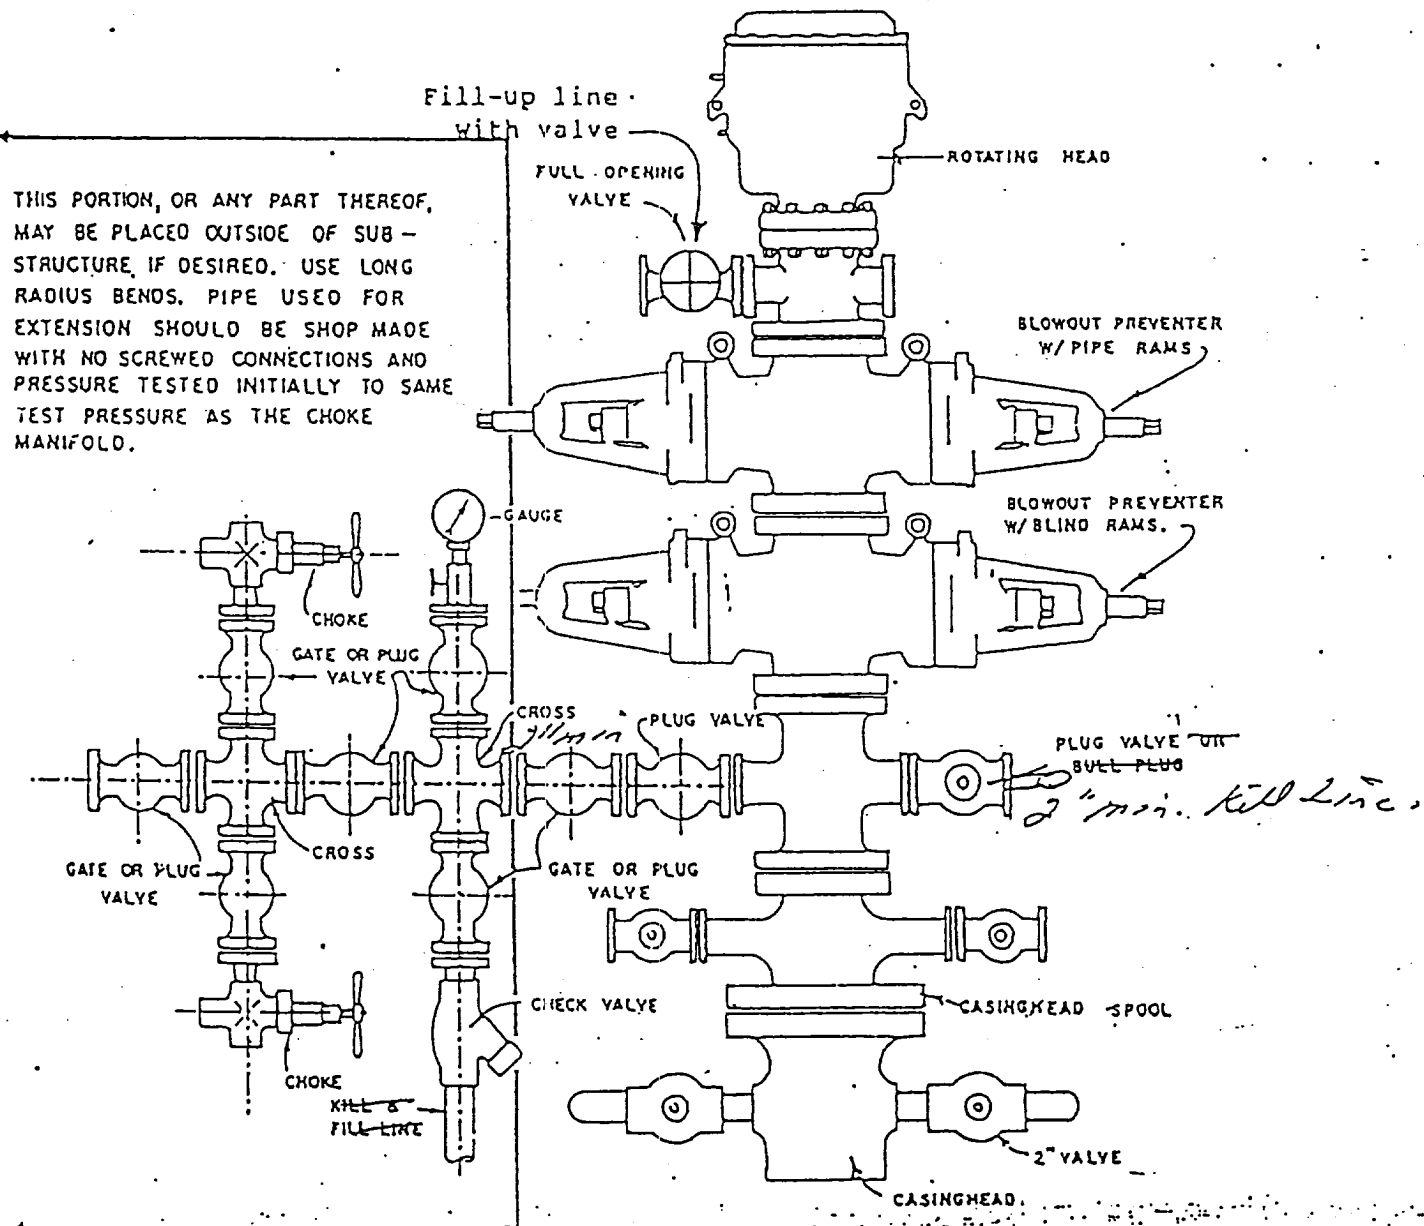 Fill-up line
with valve
FULL OPENING
VALVE
ROTATING HEAD
THIS PORTION, OR ANY PART THEREOF,
MAY BE PLACED OUTSIDE OF SUB-
STRUCTURE IF DESIRED. USE LONG
RADIUS BENDS. PIPE USED FOR
EXTENSION SHOULD BE SHOP MADE
WITH NO SCREWED CONNECTIONS AND
PRESSURE TESTED INITIALLY TO SAME
TEST PRESSURE AS THE CHOKE
MANIFOLD.
BLOWOUT PREVENTER
W/ PIPE RAMS
BLOWOUT PREVENTER
W/ BLIND RAMS.
GAUGE
CHOKE
GATE OR PLUG
VALVE
CROSS
min
PLUG VALVE
PLUG VALVE OR
BULL PLUG
2" min. Kill Line.
CROSS
GATE OR PLUG
VALVE
GATE OR PLUG
VALVE
CHECK VALVE
CASINGHEAD SPOOL
CHOKE
KILL &
FILL LINE
2" VALVE
CASINGHEAD.